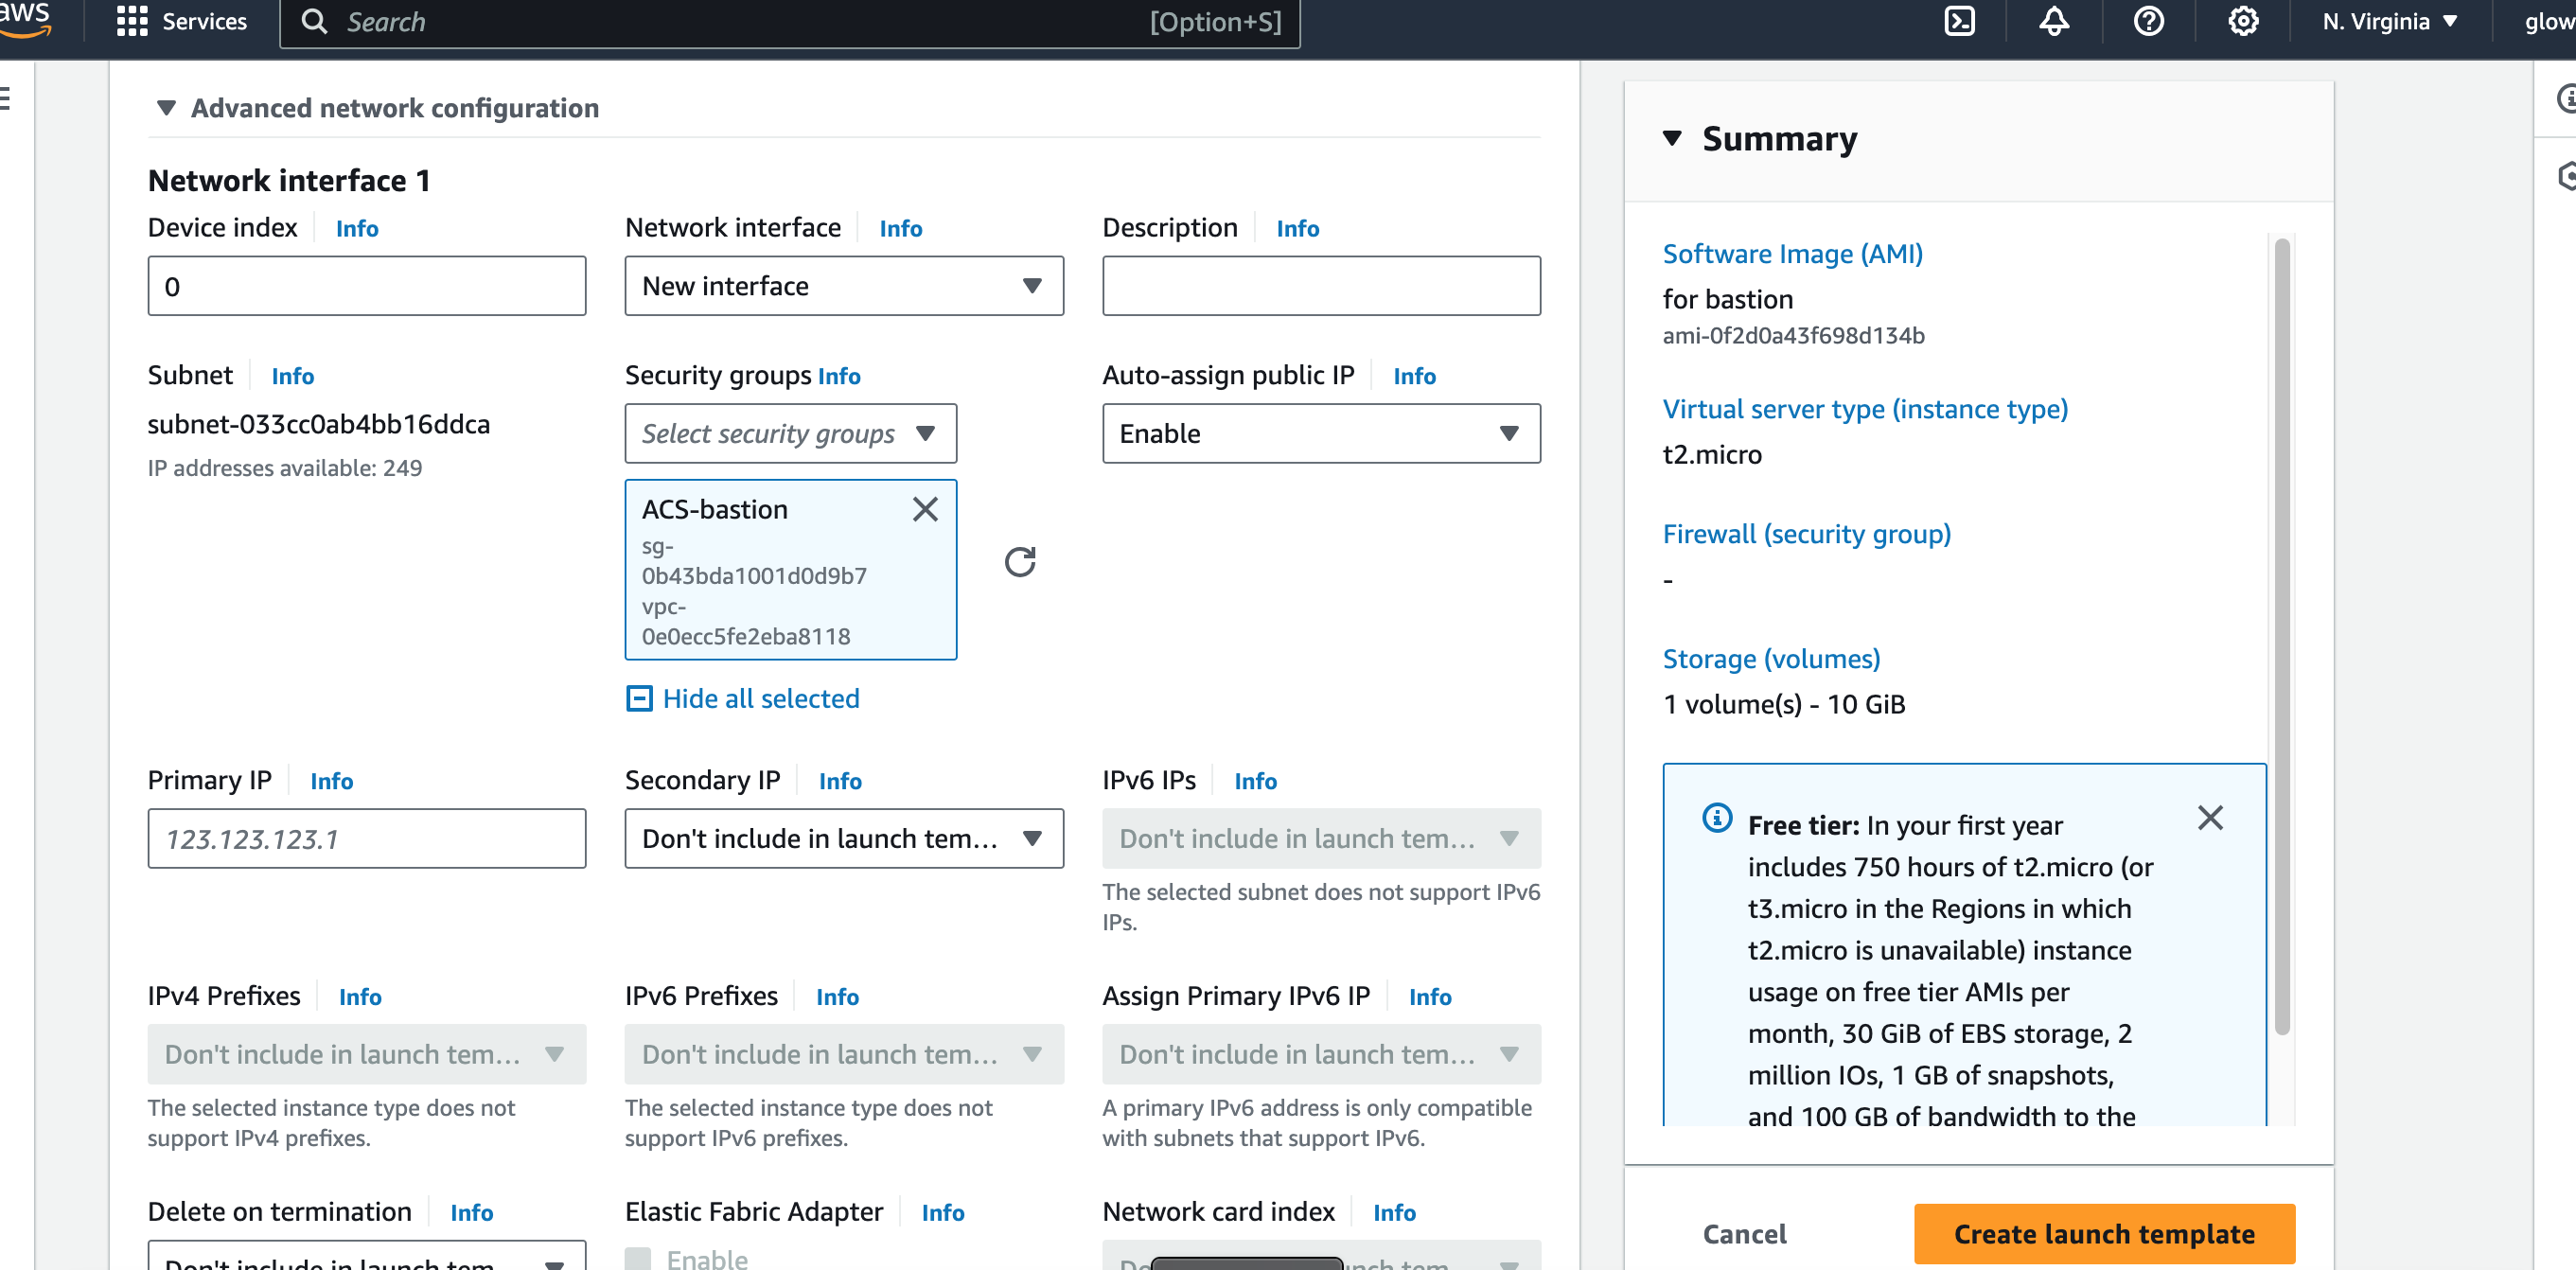 aws
Services
Search
[Option+S]
N. Virginia
Advanced network configuration
Network interface 1
Device index
Info
Network interface
Info
Description
Info
0
New interface
Subnet
Info
Security groups Info
Auto-assign public IP
Info
subnet-033cc0ab4bb16ddca
Select security groups
Enable
IP addresses available: 249
ACS-bastion
sg-
0b43bda1001d0d9b7
vpc-
0e0ecc5fe2eba8118
Hide all selected
Primary IP
Info
Secondary IP
Info
IPv6 IPs
Info
123.123.123.1
Don't include in launch tem...
Don't include in launch tem...
The selected subnet does not support IPv6
IPs.
IPv4 Prefixes
Info
IPv6 Prefixes
Info
Assign Primary IPv6 IP
Info
Don't include in launch tem...
Don't include in launch tem...
Don't include in launch tem...
The selected instance type does not
support IPv4 prefixes.
The selected instance type does not
support IPv6 prefixes.
A primary IPv6 address is only compatible
with subnets that support IPv6.
Delete on termination
Info
Elastic Fabric Adapter
Info
Network card index
Info
Don't include in launch tem
Enable
Summary
Software Image (AMI)
for bastion
ami-0f2d0a43f698d134b
Virtual server type (instance type)
t2.micro
Firewall (security group)
-
Storage (volumes)
1 volume(s) - 10 GiB
Free tier: In your first year
includes 750 hours of t2.micro (or
t3.micro in the Regions in which
t2.micro is unavailable) instance
usage on free tier AMIs per
month, 30 GiB of EBS storage, 2
million IOs, 1 GB of snapshots,
and 100 GB of bandwidth to the
Cancel
Create launch template